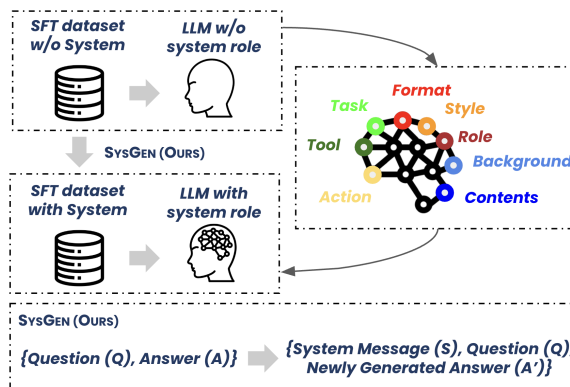 SFT dataset
w/o System
LLM w/o
system role
Format
Task
Style
Tool
Role
Background
Action
Contents
SYSGEN (OURS)
SFT dataset
with System
LLM with
system role
SYSGEN (OURS)
{Question (Q), Answer (A)}
{System Message (S), Question (Q),
Newly Generated Answer (A’)}